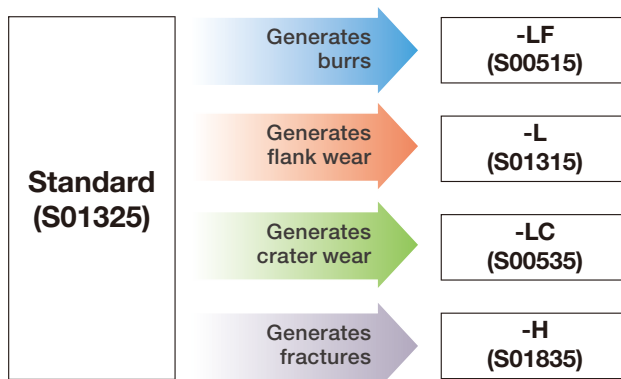 Standard
(S01325)
Generates
burrs
-LF
(S00515)
Generates
flank wear
-L
(S01315)
Generates
crater wear
-LC
(S00535)
Generates
fractures
-H
(S01835)